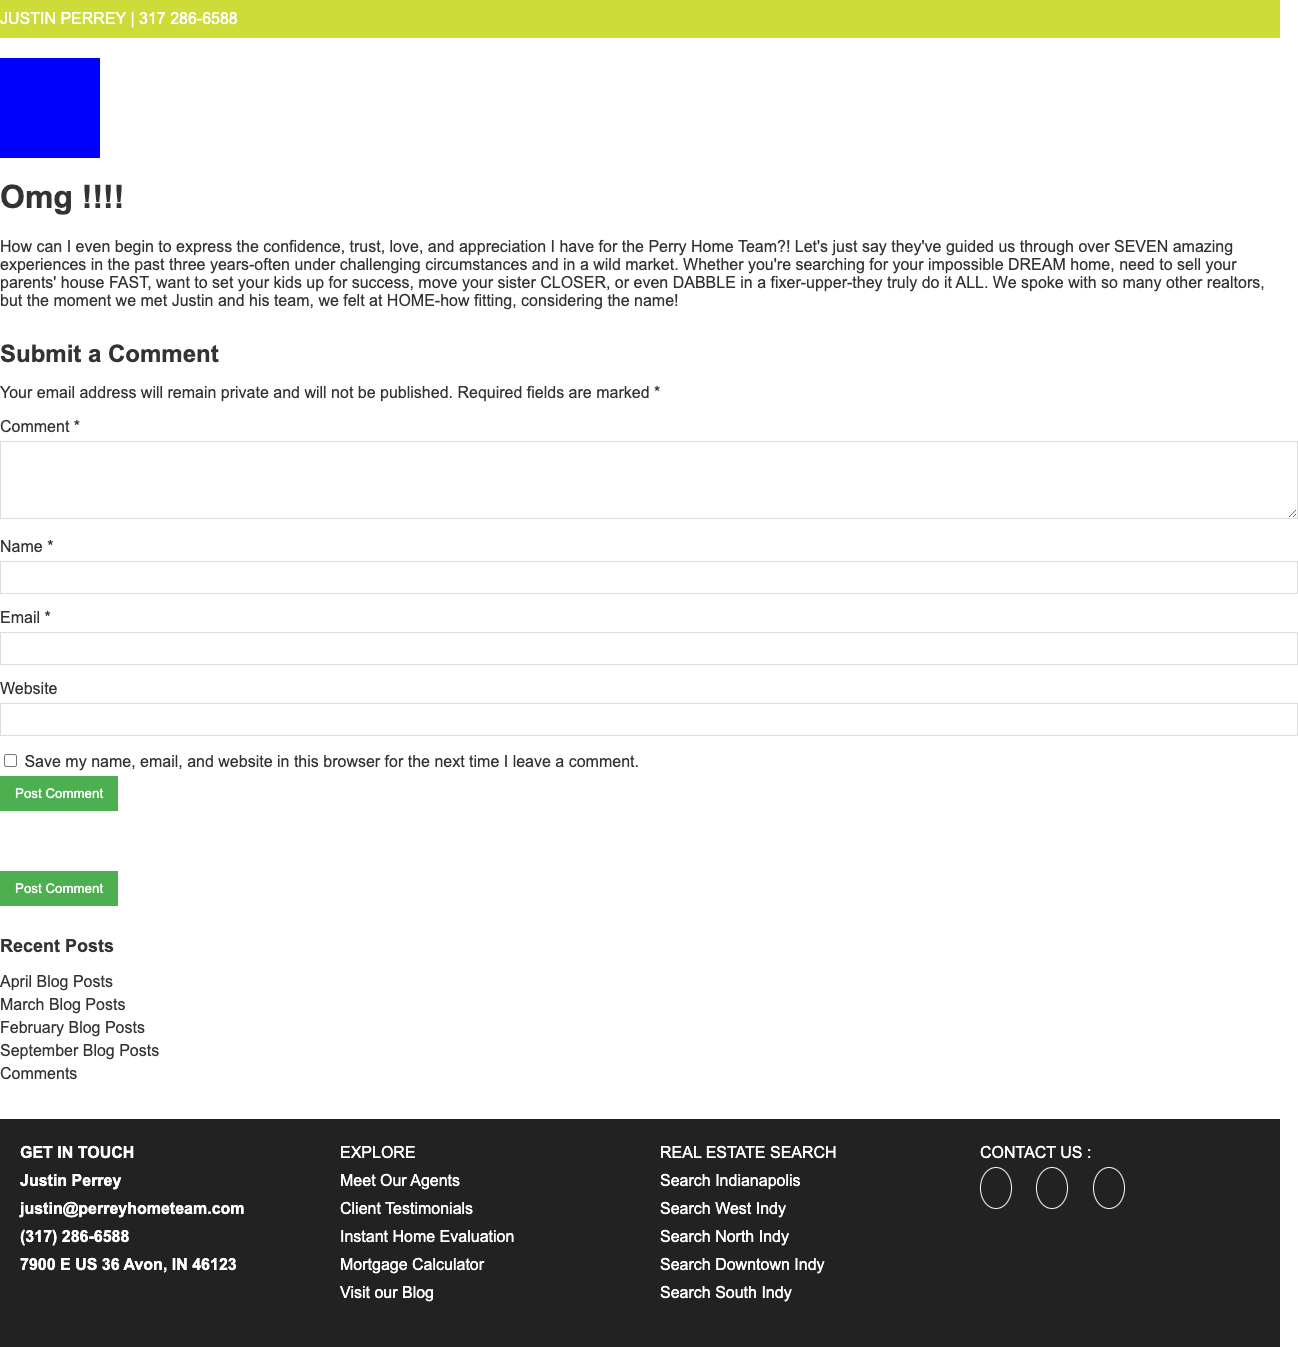 JUSTIN PERREY | 317 286-6588
Omg !!!!
How can I even begin to express the confidence, trust, love, and appreciation I have for the Perry Home Team?! Let's just say they've guided us through over SEVEN amazing
experiences in the past three years-often under challenging circumstances and in a wild market. Whether you're searching for your impossible DREAM home, need to sell your
parents' house FAST, want to set your kids up for success, move your sister CLOSER, or even DABBLE in a fixer-upper-they truly do it ALL. We spoke with so many other realtors,
but the moment we met Justin and his team, we felt at HOME-how fitting, considering the name!
Submit a Comment
Your email address will remain private and will not be published. Required fields are marked *
Comment *
Name *
Email *
Website
Save my name, email, and website in this browser for the next time I leave a comment.
Post Comment
Post Comment
Recent Posts
April Blog Posts
March Blog Posts
February Blog Posts
September Blog Posts
Comments
GET IN TOUCH
Justin Perrey
justin@perreyhometeam.com
(317) 286-6588
7900 E US 36 Avon, IN 46123
EXPLORE
Meet Our Agents
Client Testimonials
Instant Home Evaluation
Mortgage Calculator
Visit our Blog
REAL ESTATE SEARCH
Search Indianapolis
Search West Indy
Search North Indy
Search Downtown Indy
Search South Indy
CONTACT US :